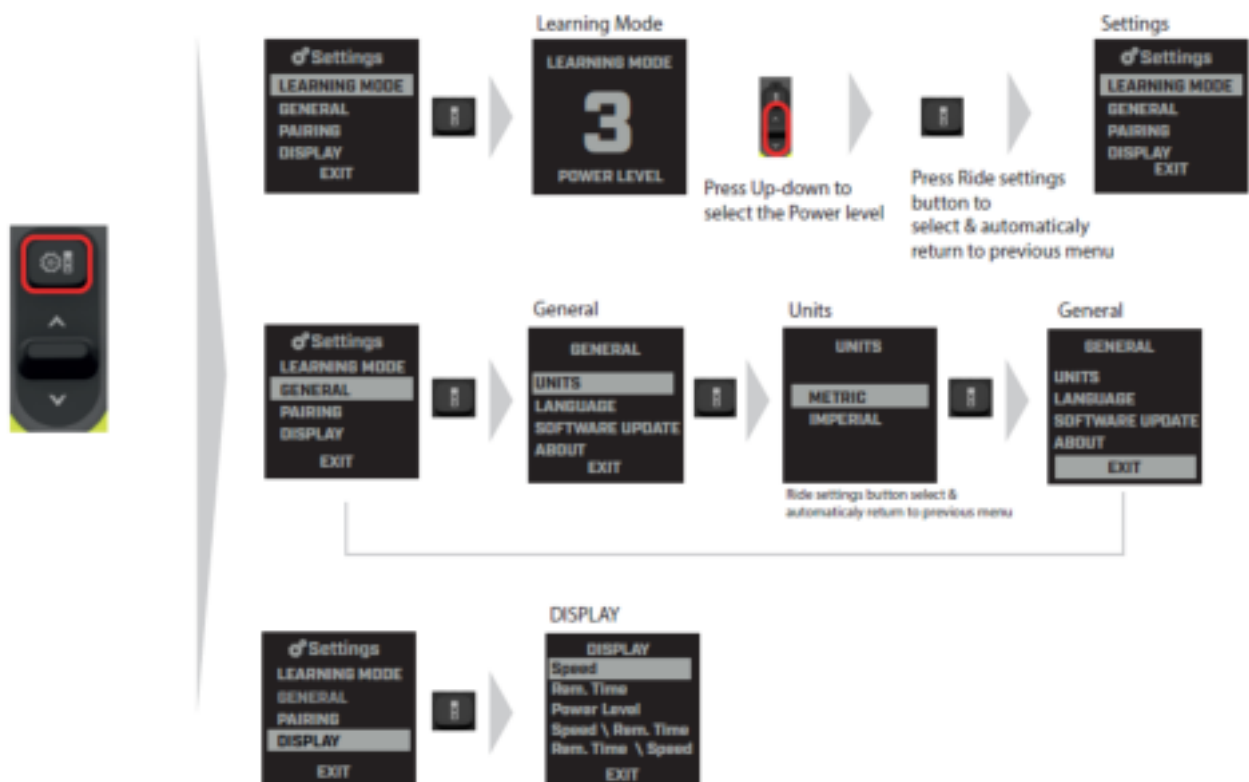 Learning Mode
Settings
LEARNING MODE
GENERAL
PAIRING
DISPLAY
EXIT
LEARNING MODE
3
POWER LEVEL
Press Up-down to
select the Power level
Press Ride settings
button to
select & automaticaly
return to previous menu
Settings
Settings
LEARNING MODE
GENERAL
PAIRING
DISPLAY
EXIT
Settings
LEARNING MODE
GENERAL
PAIRING
DISPLAY
EXIT
General
GENERAL
UNITS
LANGUAGE
SOFTWARE UPDATE
ABOUT
EXIT
Units
UNITS
METRIC
IMPERIAL
Ride settings button select &
automaticaly return to previous menu
General
GENERAL
UNITS
LANGUAGE
SOFTWARE UPDATE
ABOUT
EXIT
Settings
LEARNING MODE
GENERAL
PAIRING
DISPLAY
EXIT
DISPLAY
DISPLAY
Speed
Rem. Time
Power Level
Speed \ Rem. Time
Rem. Time \ Speed
EXIT